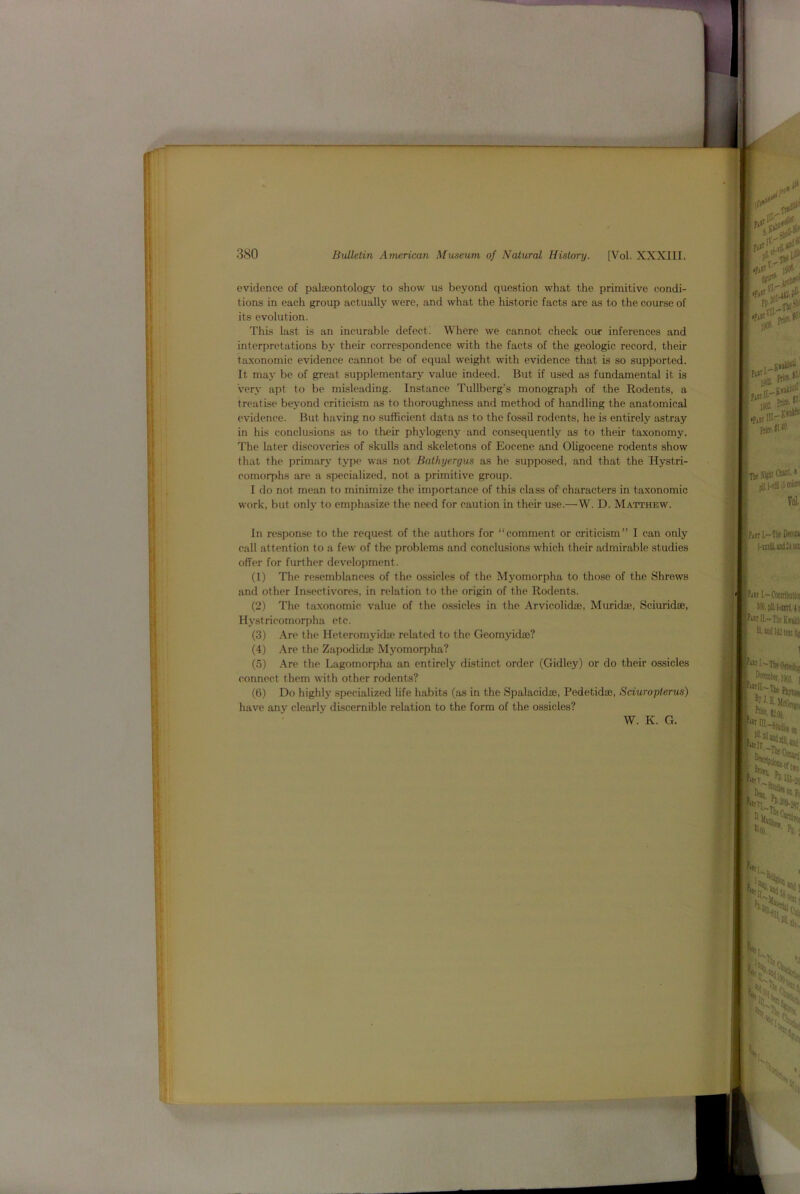 380 Bulletin American Museum of Natural History. [Vol. XXXIII.
evidence of palæontology to show us beyond question what the primitive condi-
tions in each group actually were, and what the historic facts are as to the course of
its evolution.
This last is an incurable defect. Where we cannot check our inferences and
interpretations by their correspondence with the facts of the geologic record, their
taxonomic evidence cannot be of equal weight with evidence that is so supported.
It may be of great supplementary value indeed. But if used as fundamental it is
very apt to be misleading. Instance Tullberg's monograph of the Rodents, a
treatise beyond criticism as to thoroughness and method of handling the anatomical
evidence. But having no sufficient data as to the fossil rodents, he is entirely astray
in his conclusions as to their phylogeny and consequently as to their taxonomy.
The later discoveries of skulls and skeletons of Eocene and Oligocene rodents show
that the primary type was not Bathyergus as he supposed, and that the Hystri-
comorphs are a specialized, not a primitive group.
I do not mean to minimize the importance of this class of characters in taxonomic
work, but only to emphasize the need for caution in their use.—W. D. Matthew.
In response to the request of the authors for "comment or criticism" I can only
call attention to a few of the problems and conclusions which their admirable studies
offer for further development.
(1) The resemblances of the ossicles of the Myomorpha to those of the Shrews
and other Insectivores, in relation to the origin of the Rodents.
(2) The taxonomic value of the ossicles in the Arvicolidæ, Muridæ, Sciuridæ,
Hystricomorpha etc.
(3) Are the Heteromyidæ related to the Geomyidæ?
(4) Are the Zapodidæ Myomorpha?
(5) Are the Lagomorpha an entirely distinct order (Gidley) or do their ossicles
connect them with other rodents?
(6) Do highly specialized life habits (as in the Spalacidæ, Pedetidæ, Sciuropterus)
have any clearly discernible relation to the form of the ossicles?
W. K. G.
The Night Chant, a
Vol.
Part I.—The
Part I.—
Part II.—The